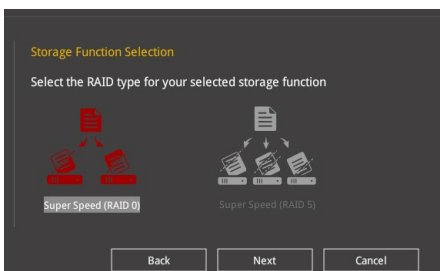 Storage Function Selection
Select the RAID type for your selected storage function
Super Speed (RAID 0)
Super Speed (RAID 5)
Back
Next
Cancel